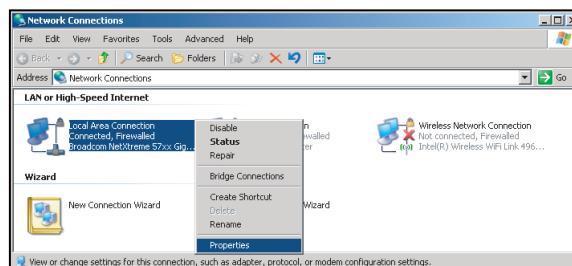 Network Connections
File Edit View Favorites Tools Advanced Help
Back Search Folders
Address Network Connections Go
LAN or High-Speed Internet
Local Area Connection
Connected, Firewalled
Broadcom NetXtreme 57xx Gig...
Disable
Status
Repair
Bridge Connections
Create Shortcut
Delete
Rename
Properties
Wireless Network Connection
Not connected, Firewalled
Intel(R) Wireless WiFi Link 496...
Wizard
New Connection Wizard
Wizard
View or change settings for this connection, such as adapter, protocol, or modem configuration settings.